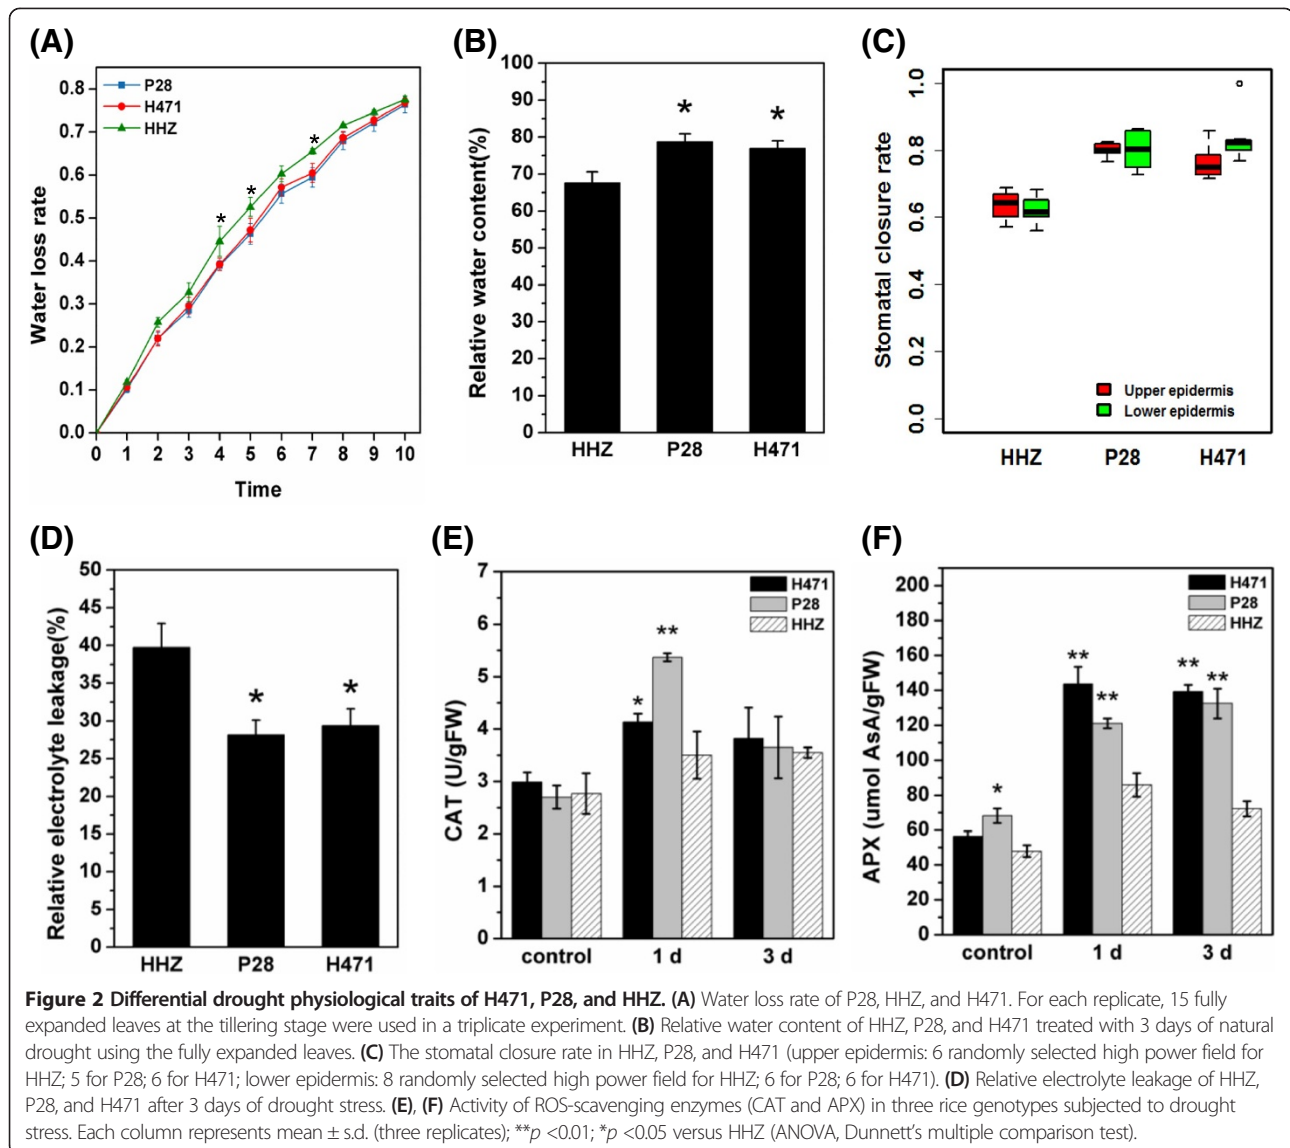 (A)
0.8
0.7
0.6
0.5
0.4
0.3
0.2
0.1
0.0
Water loss rate
P28
H471
HHZ
*
*
*
0 1 2 3 4 5 6 7 8 9 10
Time
(B)
100
90
80
70
60
50
40
30
20
10
0
Relative water content(%)
*
*
HHZ P28 H471
(C)
1.0
0.8
0.6
0.4
0.2
0.0
Stomatal closure rate
Upper epidermis
Lower epidermis
HHZ P28 H471
(D)
50
45
40
35
30
25
20
15
10
5
0
Relative electrolyte leakage(%)
*
*
HHZ P28 H471
(E)
7
6
5
4
3
2
1
0
CAT (U/gFW)
H471
P28
HHZ
*
**
control 1 d 3 d
(F)
200
180
160
140
120
100
80
60
40
20
0
APX (umol AsA/gFW)
H471
P28
HHZ
*
**
**
**
**
control 1 d 3 d
Figure 2 Differential drought physiological traits of H471, P28, and HHZ. (A) Water loss rate of P28, HHZ, and H471. For each replicate, 15 fully
expanded leaves at the tillering stage were used in a triplicate experiment. (B) Relative water content of HHZ, P28, and H471 treated with 3 days of natural
drought using the fully expanded leaves. (C) The stomatal closure rate in HHZ, P28, and H471 (upper epidermis: 6 randomly selected high power field for
HHZ; 5 for P28; 6 for H471; lower epidermis: 8 randomly selected high power field for HHZ; 6 for P28; 6 for H471). (D) Relative electrolyte leakage of HHZ,
P28, and H471 after 3 days of drought stress. (E), (F) Activity of ROS-scavenging enzymes (CAT and APX) in three rice genotypes subjected to drought
stress. Each column represents mean ± s.d. (three replicates); **p <0.01; *p <0.05 versus HHZ (ANOVA, Dunnett's multiple comparison test).